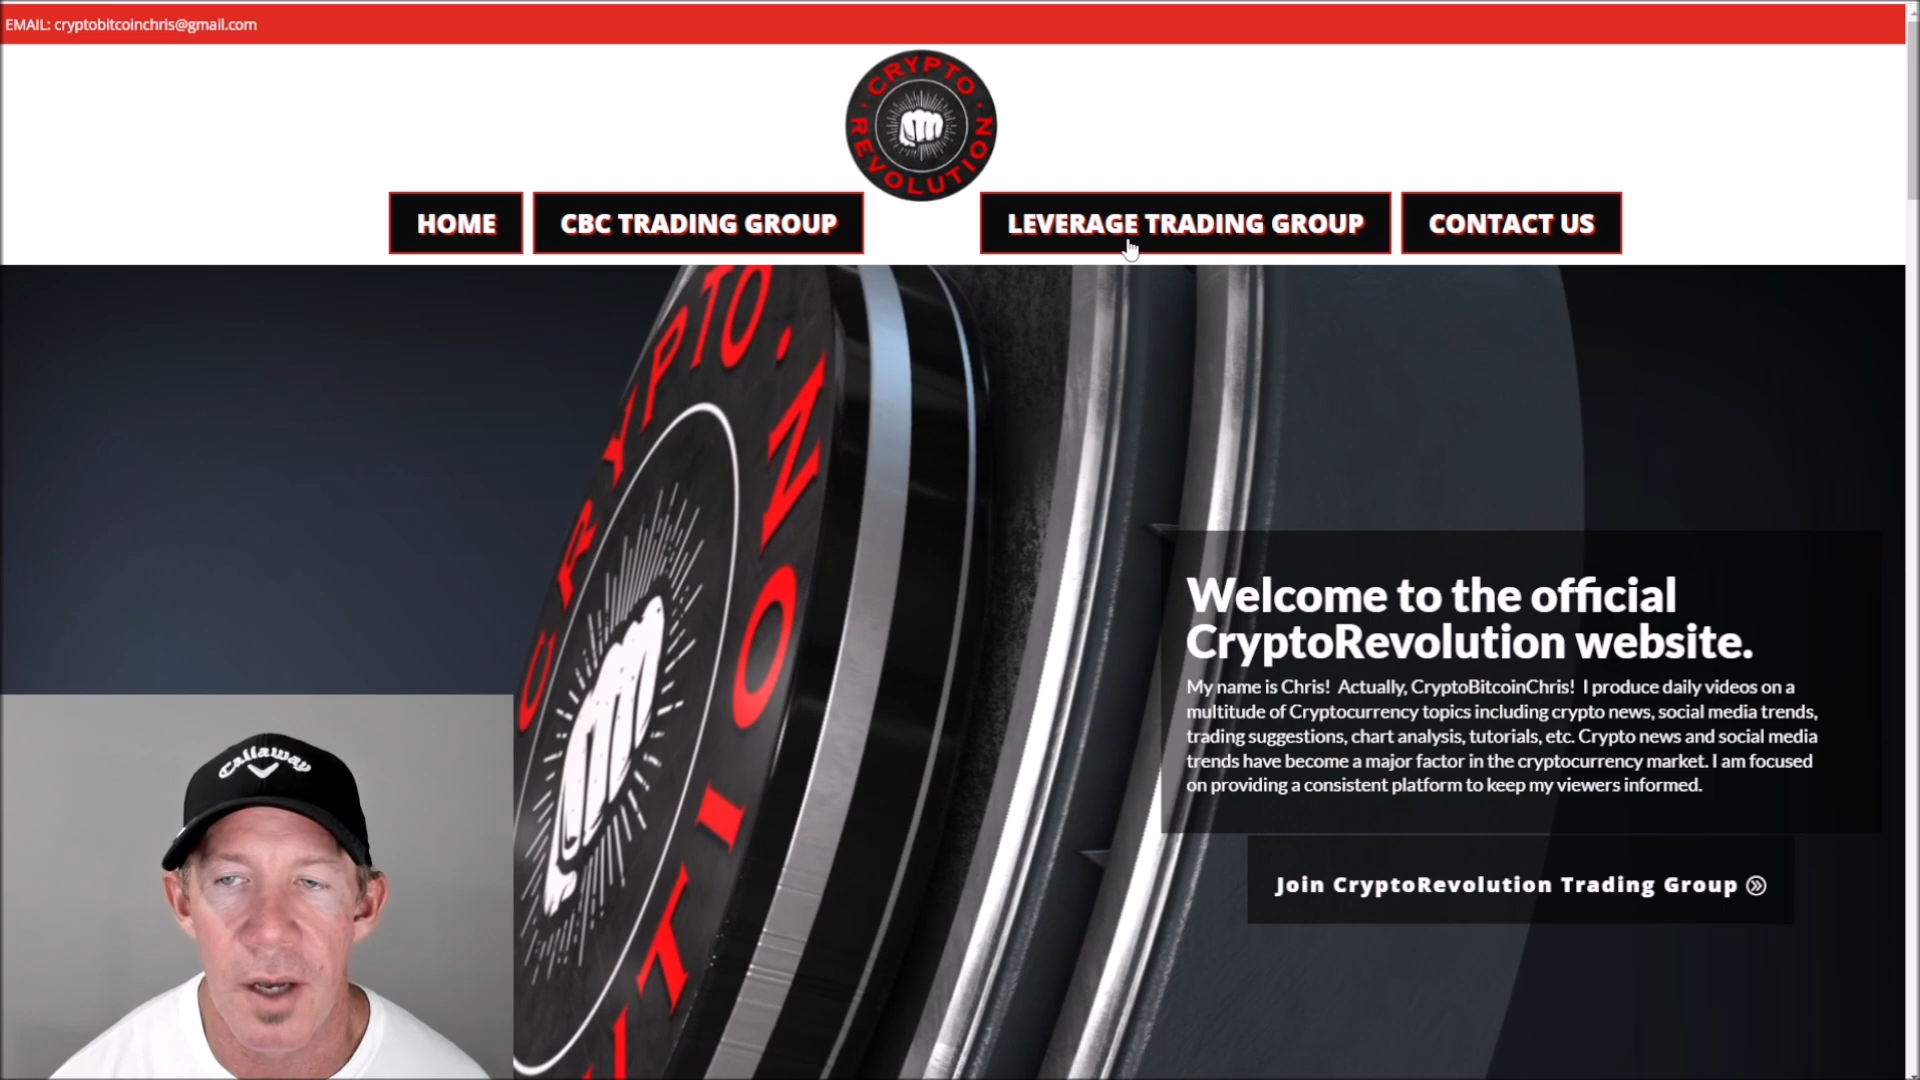 EMAIL: cryptobitcoinchris@gmail.com
· CRYPTO ·
REVOLUTION
HOME
CBC TRADING GROUP
LEVERAGE TRADING GROUP
CONTACT US
CRYPTO ·
Welcome to the official
CryptoRevolution website.
My name is Chris!  Actually, CryptoBitcoinChris!  I produce daily videos on a
multitude of Cryptocurrency topics including crypto news, social media trends,
trading suggestions, chart analysis, tutorials, etc. Crypto news and social media
trends have become a major factor in the cryptocurrency market. I am focused
on providing a consistent platform to keep my viewers informed.
Join CryptoRevolution Trading Group
Callaway